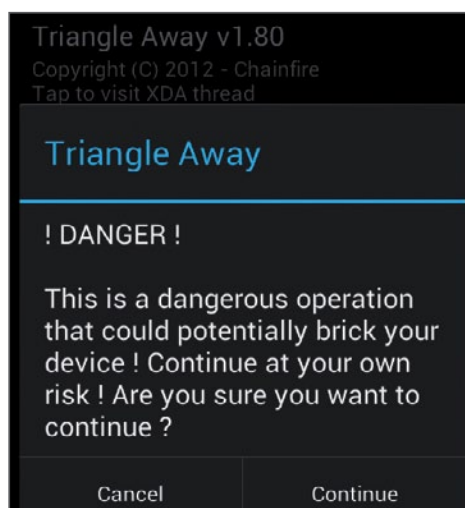 Triangle Away v1.80
Copyright (C) 2012 - Chainfire
Tap to visit XDA thread
Triangle Away
! DANGER !
This is a dangerous operation
that could potentially brick your
device ! Continue at your own
risk ! Are you sure you want to
continue ?
Cancel
Continue